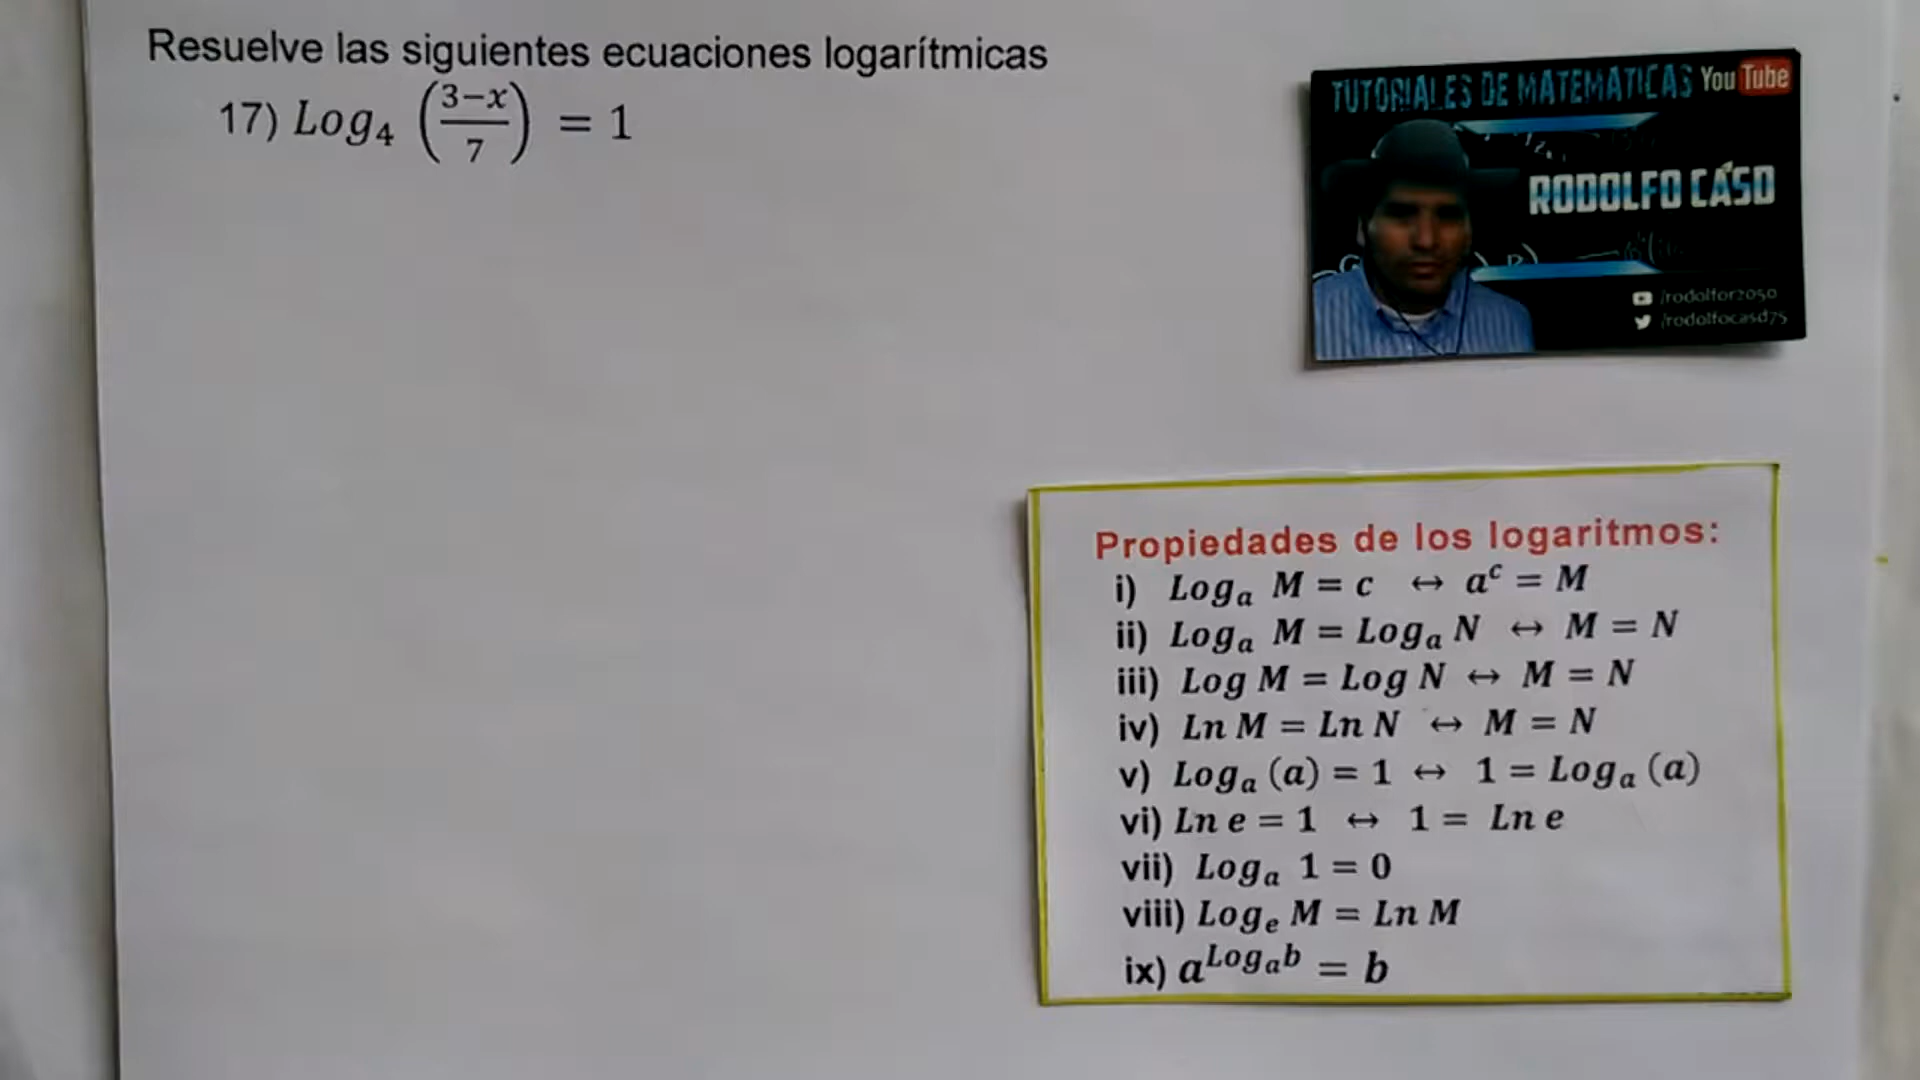 Resuelve las siguientes ecuaciones logarítmicas
17) Log₄ (3−x/7) = 1
TUTORIALES DE MATEMATICAS YouTube
RODOLFO CASO
/rodolfor2050
Propiedades de los logaritmos:
i) Logₐ M = c ↔ aᶜ = M
ii) Logₐ M = Logₐ N ↔ M = N
iii) Log M = Log N ↔ M = N
iv) Ln M = Ln N ↔ M = N
v) Logₐ (a) = 1 ↔ 1 = Logₐ (a)
vi) Ln e = 1 ↔ 1 = Ln e
vii) Logₐ 1 = 0
viii) Logₑ M = Ln M
ix) a^Logₐb = b